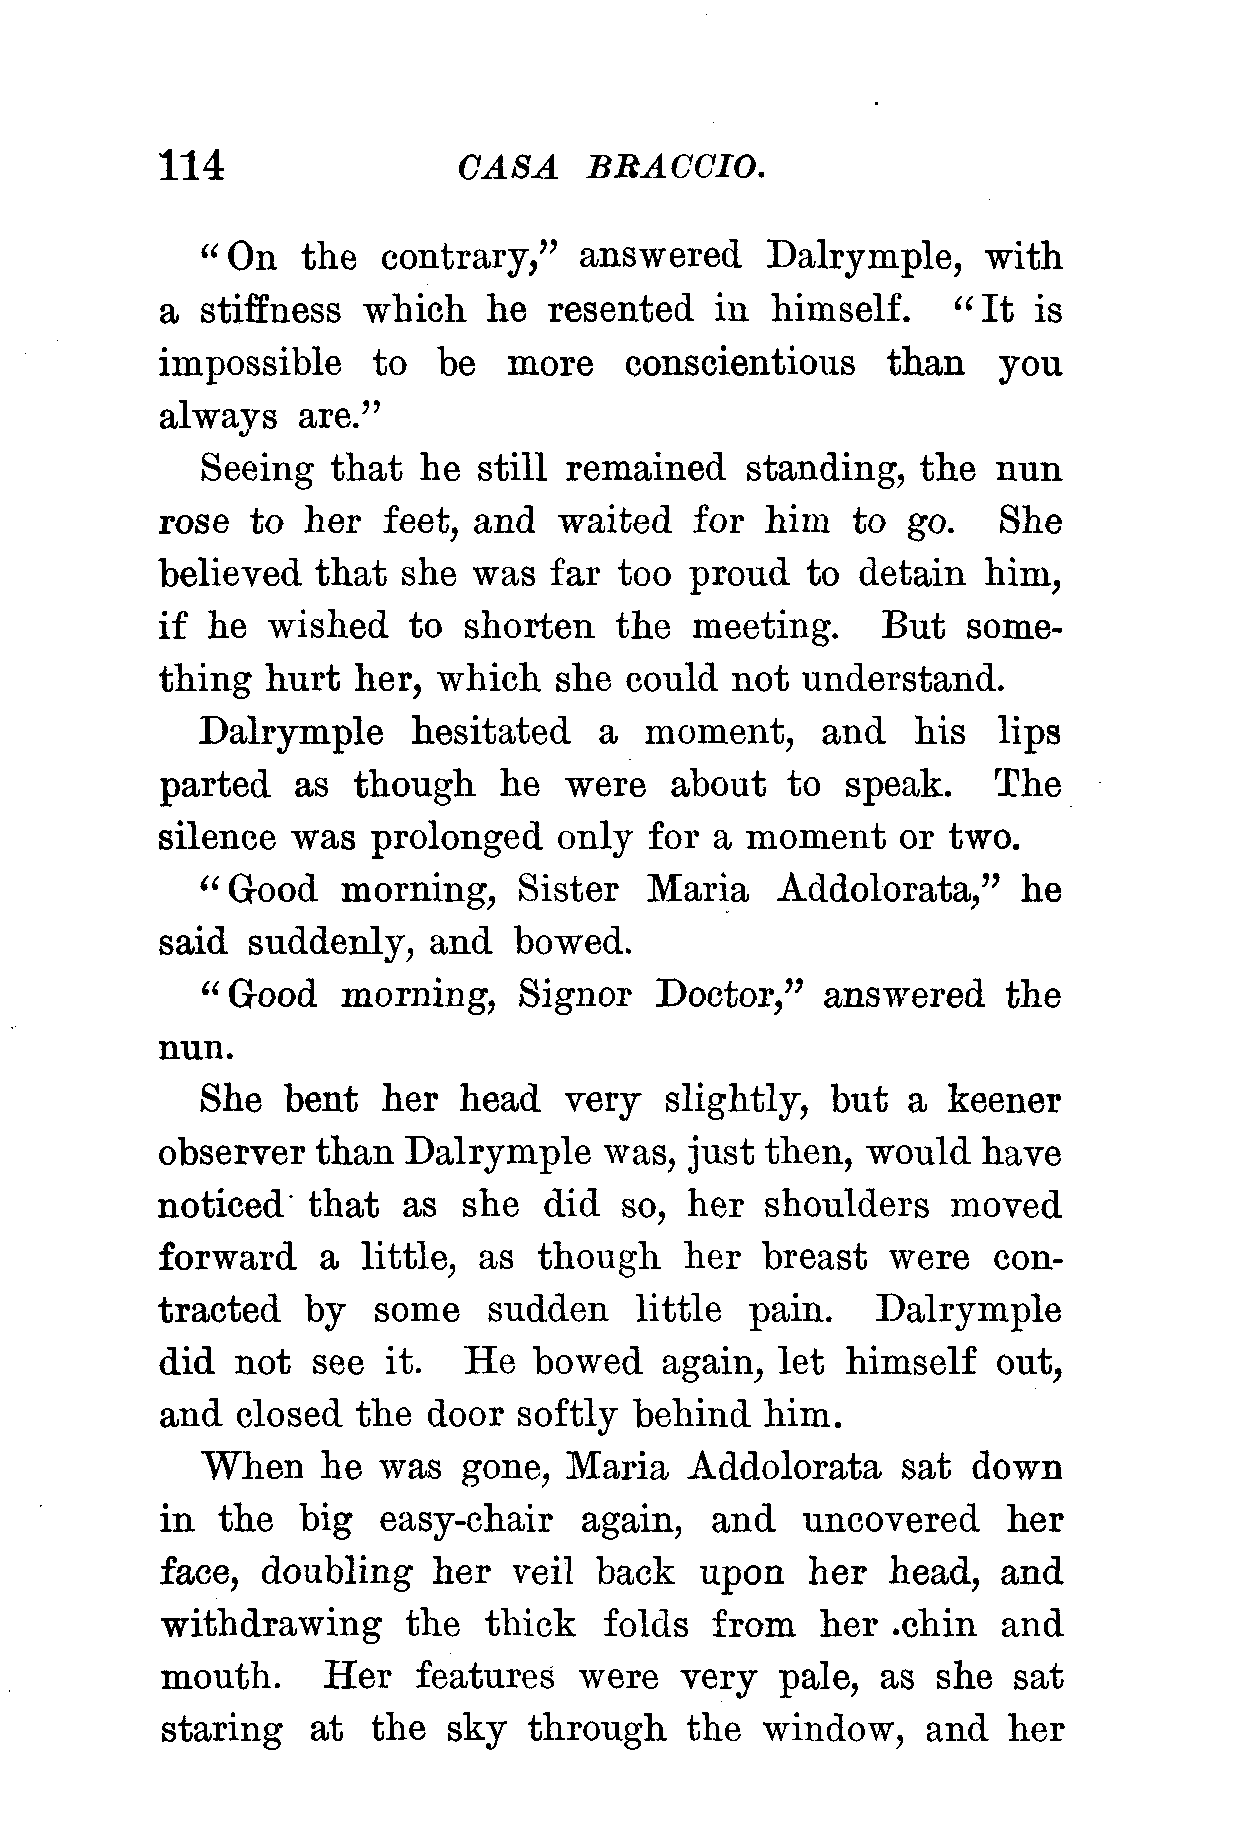 114 CASA BRACCIO.
“On the contrary,” answered Dalrymple, with
a stiffness which he resented in himself. “It is
impossible to be more conscientious than you
always are.”
Seeing that he still remained standing, the nun
rose to her feet, and waited for him to go. She
believed that she was far too proud to detain him,
if he wished to shorten the meeting. But some-
thing hurt her, which she could not understand.
Dalrymple hesitated a moment, and his lips
parted as though he were about to speak. The
silence was prolonged only for a moment or two.
“Good morning, Sister Maria Addolorata,” he
said suddenly, and bowed.
“Good morning, Signor Doctor,” answered the
nun.
She bent her head very slightly, but a keener
observer than Dalrymple was, just then, would have
noticed that as she did so, her shoulders moved
forward a little, as though her breast were con-
tracted by some sudden little pain. Dalrymple
did not see it. He bowed again, let himself out,
and closed the door softly behind him.
When he was gone, Maria Addolorata sat down
in the big easy-chair again, and uncovered her
face, doubling her veil back upon her head, and
withdrawing the thick folds from her chin and
mouth. Her features were very pale, as she sat
staring at the sky through the window, and her